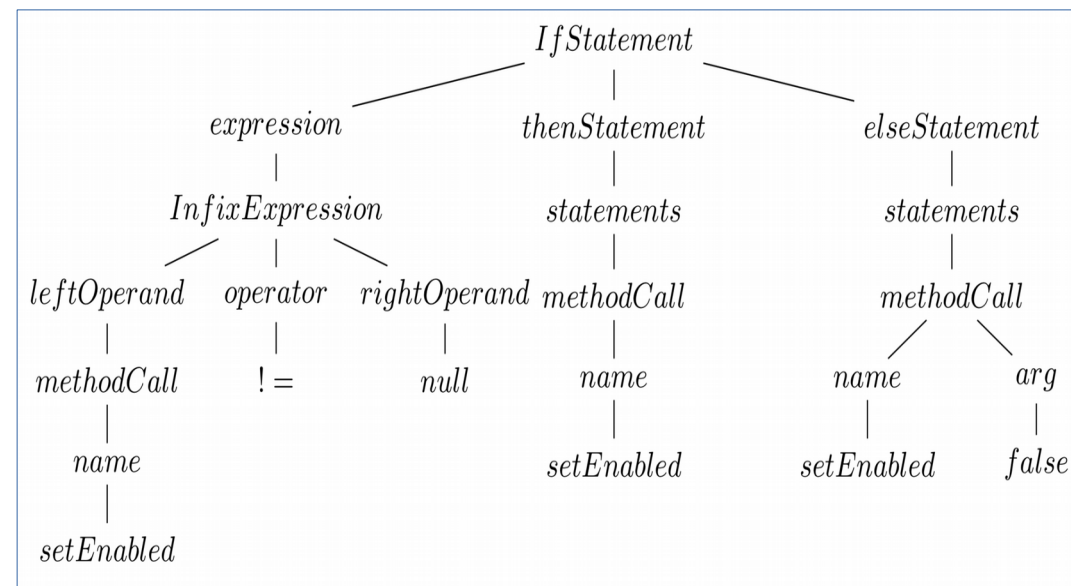 IfStatement
expression thenStatement elseStatement
InfixExpression statements statements
leftOperand operator rightOperand methodCall methodCall
methodCall != null name name arg
name setEnabled setEnabled false
setEnabled